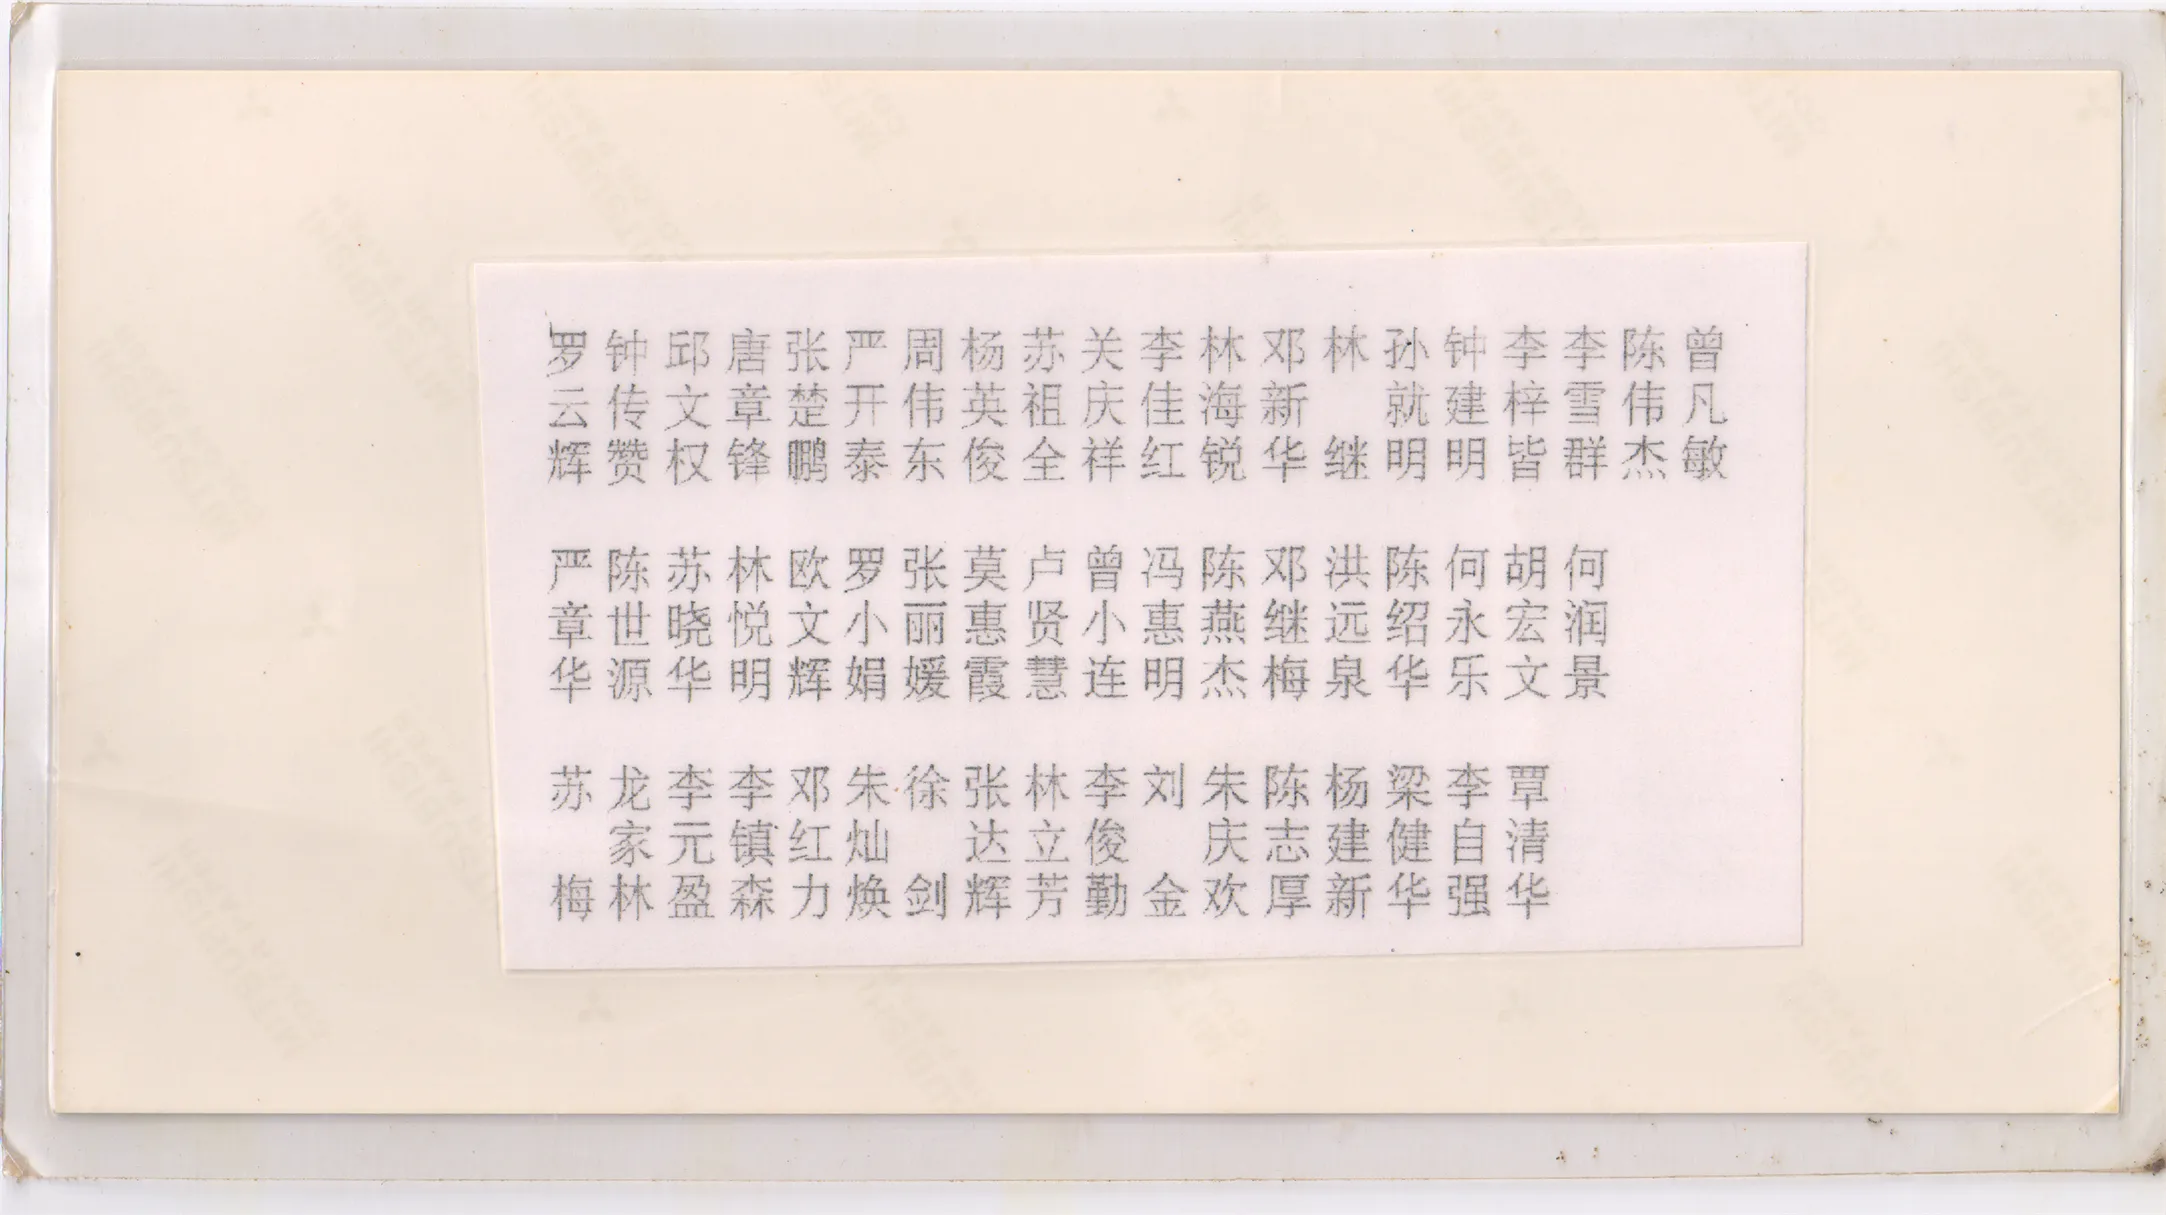 罗云辉
钟传赞
邱文权
唐章锋
张楚鹏
严开泰
周伟东
杨英俊
苏祖全
关庆祥
李佳红
林海锐
邓新华
林继
孙就明
钟建明
李梓皆
李雪群
陈伟杰
曾凡敏
严章华
陈世源
苏晓华
林悦明
欧文辉
罗小娟
张丽媛
莫惠霞
卢贤慧
曾小连
冯惠明
陈燕杰
邓继梅
洪远泉
陈绍华
何永乐
胡宏文
何润景
苏梅
龙家林
李元盈
李镇森
邓红力
朱灿焕
徐剑
张达辉
林立芳
李俊勤
刘金
朱庆欢
陈志厚
杨建新
梁健华
李自强
覃清华